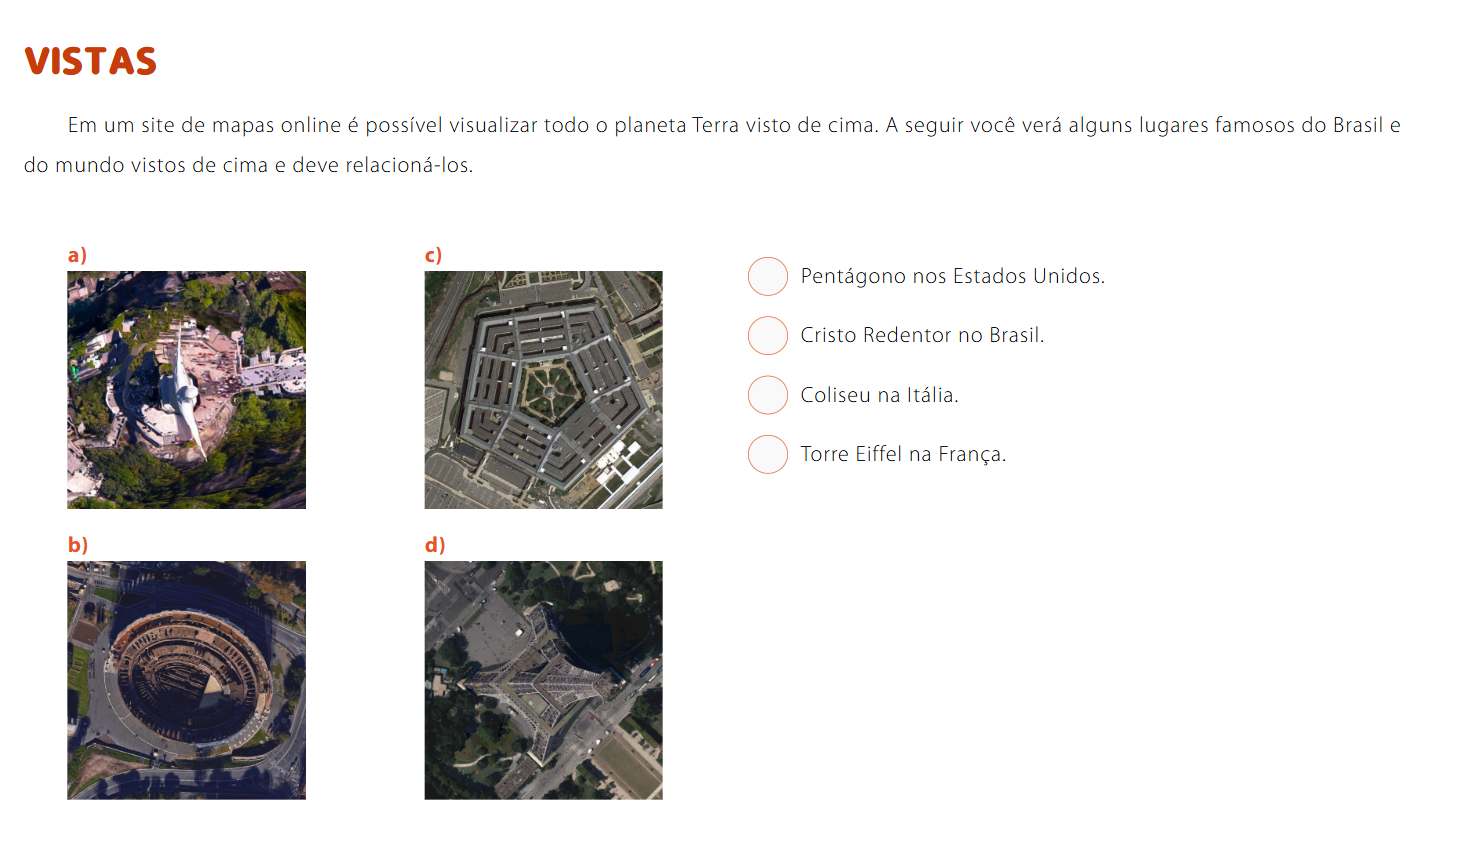 VISTAS
Em um site de mapas online é possível visualizar todo o planeta Terra visto de cima. A seguir você verá alguns lugares famosos do Brasil e
do mundo vistos de cima e deve relacioná-los.
a)
c)
Pentágono nos Estados Unidos.
Cristo Redentor no Brasil.
Coliseu na Itália.
Torre Eiffel na França.
b)
d)